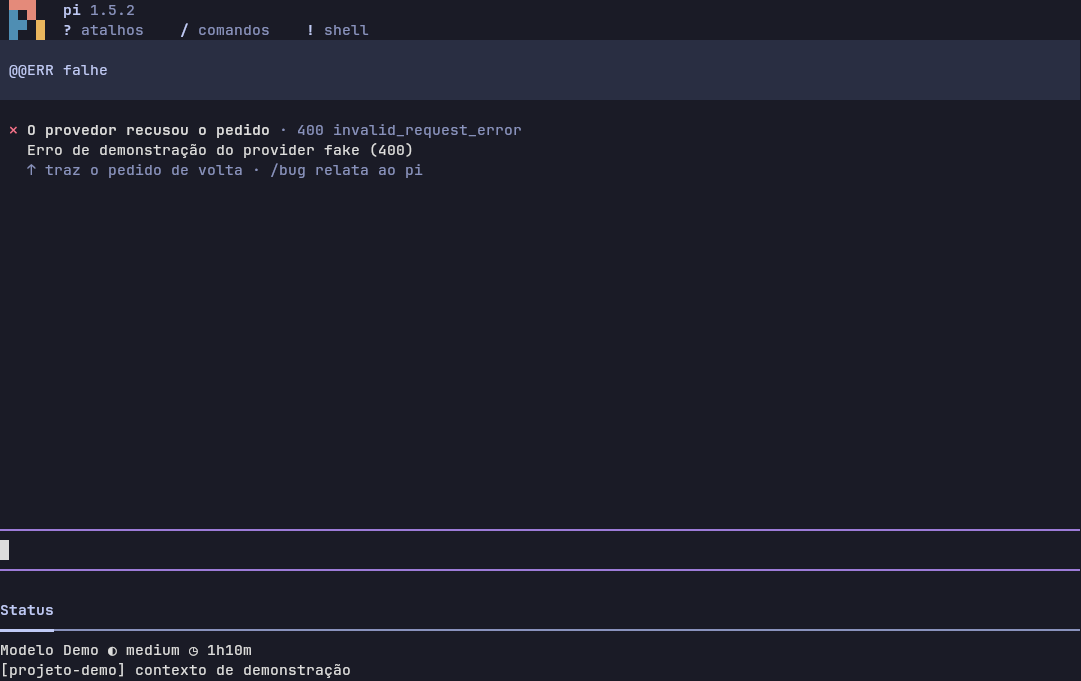 pi 1.5.2
? atalhos / comandos ! shell
@@ERR falhe
× O provedor recusou o pedido · 400 invalid_request_error
Erro de demonstração do provider fake (400)
↑ traz o pedido de volta · /bug relata ao pi
Status
Modelo Demo ◐ medium ◷ 1h10m
[projeto-demo] contexto de demonstração